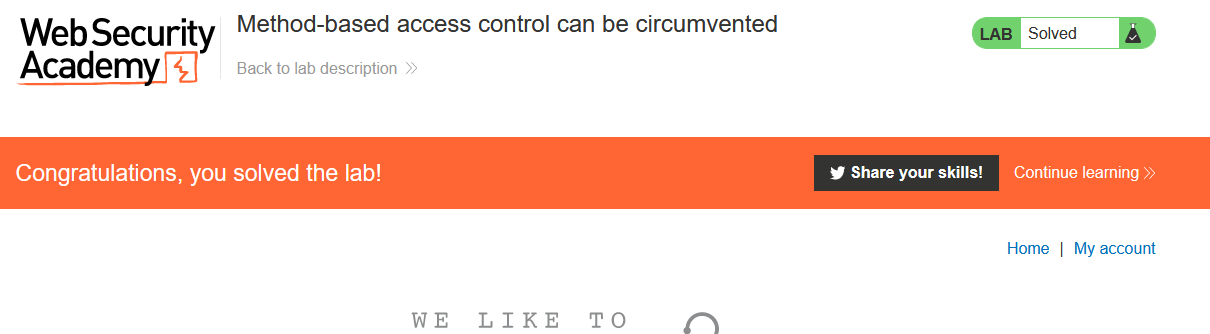 Web Security
Academy
Method-based access control can be circumvented
Back to lab description
LAB Solved
Congratulations, you solved the lab!
Share your skills!
Continue learning
Home | My account
WE LIKE TO